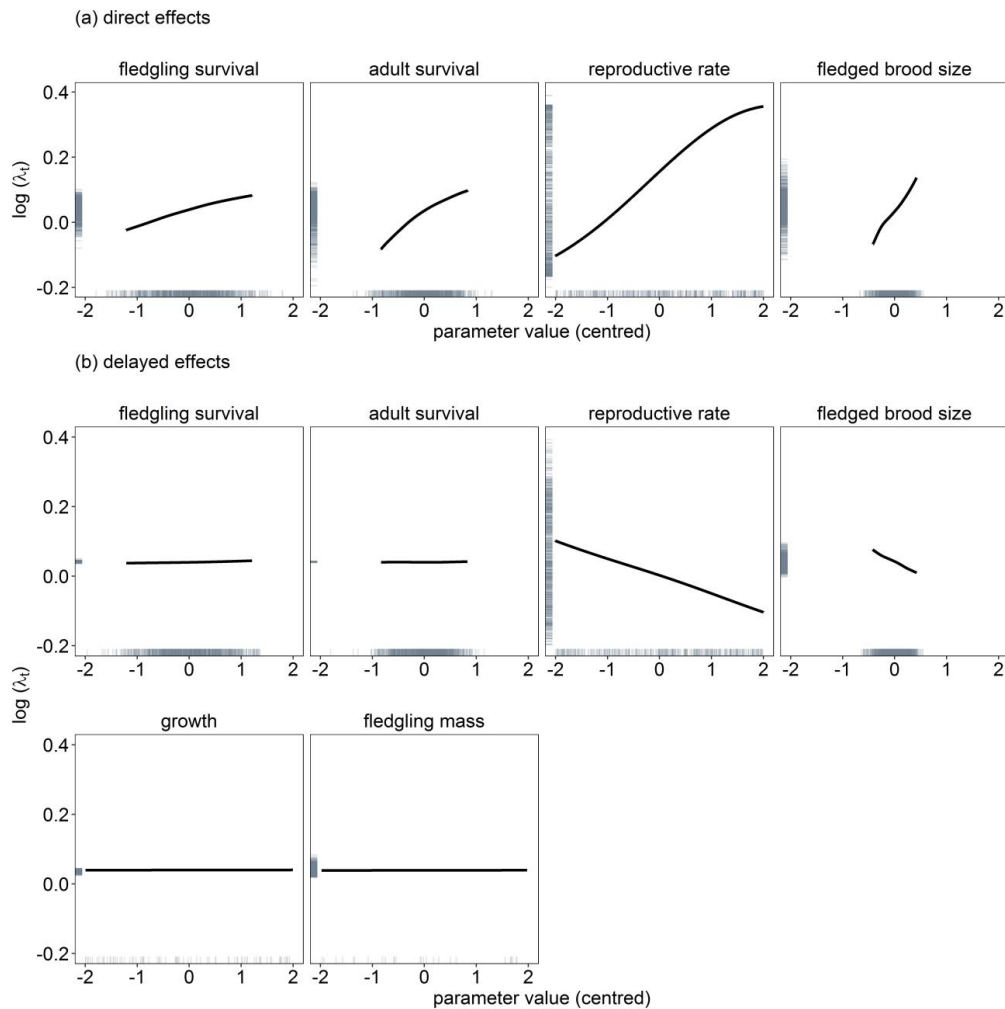 (a) direct effects
fledgling survival adult survival reproductive rate fledged brood size
0.4
0.2
0.0
-0.2
log (λt)
-2 -1 0 1 2 -2 -1 0 1 2 -2 -1 0 1 2 -2 -1 0 1 2
parameter value (centred)
(b) delayed effects
fledgling survival adult survival reproductive rate fledged brood size
0.4
0.2
0.0
-0.2
-2 -1 0 1 2 -2 -1 0 1 2 -2 -1 0 1 2 -2 -1 0 1 2
log (λt)
growth fledgling mass
0.4
0.2
0.0
-0.2
-2 -1 0 1 2 -2 -1 0 1 2
parameter value (centred)